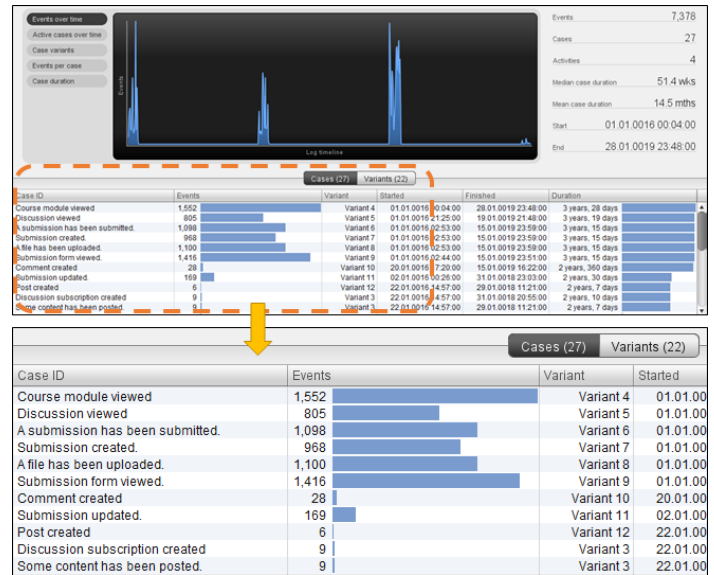 Events over time
Active cases over time
Case variants
Events per case
Case duration
Events
Log timeline
Events 7,378
Cases 27
Activities 4
Median case duration 51.4 wks
Mean case duration 14.5 mths
Start 01.01.0016 00:04:00
End 28.01.0019 23:48:00
Cases (27) Variants (22)
Case ID Events Variant Started Finished Duration
Course module viewed 1,552 Variant 4 01.01.0016 00:04:00 28.01.0019 23:48:00 3 years, 28 days
Discussion viewed 805 Variant 5 01.01.0016 21:25:00 19.01.0019 21:48:00 3 years, 19 days
A submission has been submitted. 1,098 Variant 6 01.01.0016 02:53:00 15.01.0019 23:59:00 3 years, 15 days
Submission created. 968 Variant 7 01.01.0016 02:53:00 15.01.0019 23:59:00 3 years, 15 days
A file has been uploaded. 1,100 Variant 8 01.01.0016 02:53:00 15.01.0019 23:59:00 3 years, 15 days
Submission form viewed. 1,416 Variant 9 01.01.0016 02:44:00 15.01.0019 23:51:00 3 years, 15 days
Comment created 28 Variant 10 20.01.0016 17:20:00 15.01.0019 16:22:00 2 years, 360 days
Submission updated. 169 Variant 11 02.01.0016 00:26:00 31.01.0018 23:03:00 2 years, 30 days
Post created 6 Variant 12 22.01.0016 14:57:00 29.01.0018 11:21:00 2 years, 7 days
Discussion subscription created 9 Variant 3 22.01.0016 14:57:00 31.01.0018 20:55:00 2 years, 10 days
Some content has been posted. 9 Variant 3 22.01.0016 14:57:00 29.01.0018 11:21:00 2 years, 7 days
Cases (27) Variants (22)
Case ID Events Variant Started
Course module viewed 1,552 Variant 4 01.01.00
Discussion viewed 805 Variant 5 01.01.00
A submission has been submitted. 1,098 Variant 6 01.01.00
Submission created. 968 Variant 7 01.01.00
A file has been uploaded. 1,100 Variant 8 01.01.00
Submission form viewed. 1,416 Variant 9 01.01.00
Comment created 28 Variant 10 20.01.00
Submission updated. 169 Variant 11 02.01.00
Post created 6 Variant 12 22.01.00
Discussion subscription created 9 Variant 3 22.01.00
Some content has been posted. 9 Variant 3 22.01.00